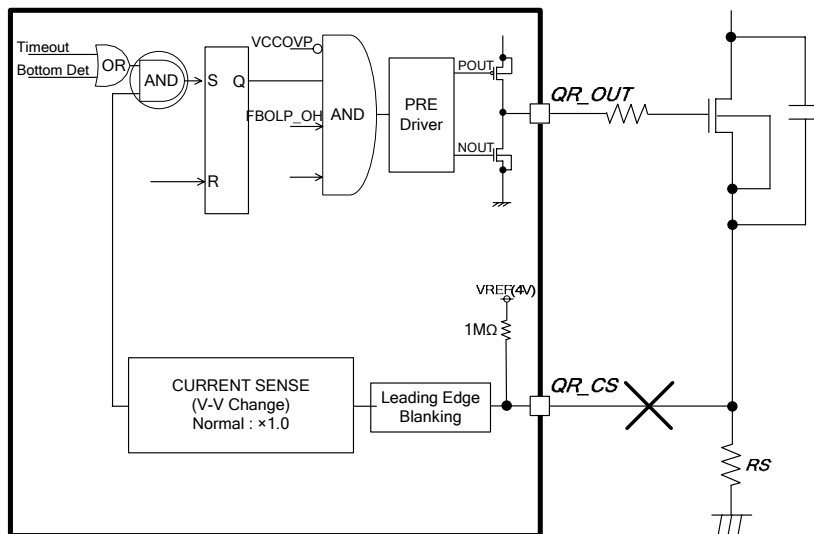 Timeout
Bottom Det
OR
AND
S
Q
R
VCCOVP
FBOLP_OH
AND
PRE
Driver
POUT
NOUT
QR_OUT
VREF(4V)
1MΩ
CURRENT SENSE
(V-V Change)
Normal : ×1.0
Leading Edge
Blanking
QR_CS
RS